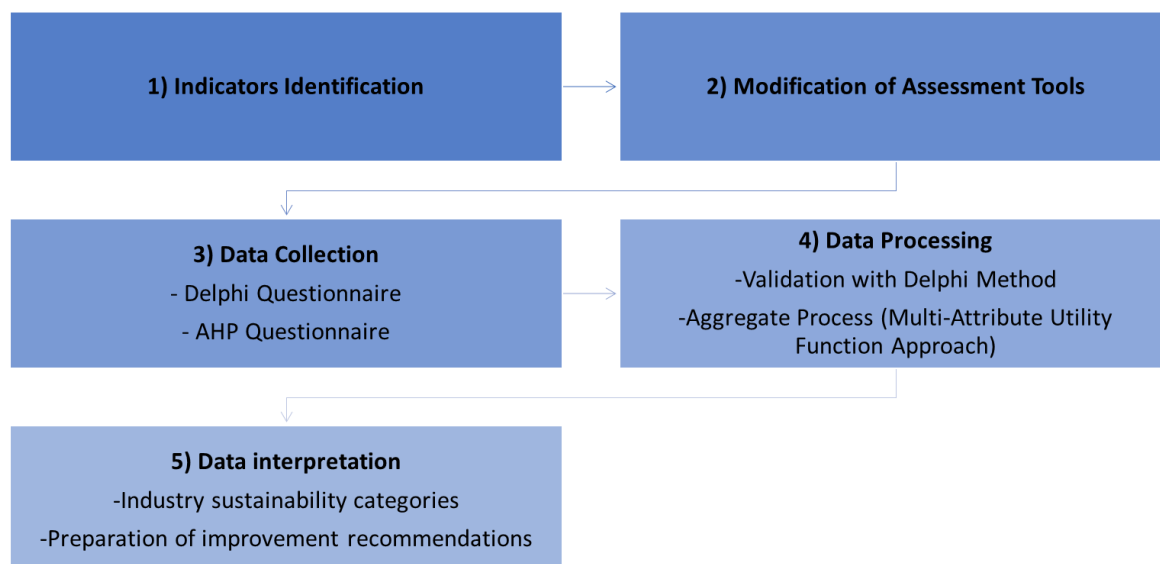 1) Indicators Identification
2) Modification of Assessment Tools
3) Data Collection
- Delphi Questionnaire
- AHP Questionnaire
4) Data Processing
-Validation with Delphi Method
-Aggregate Process (Multi-Attribute Utility
Function Approach)
5) Data interpretation
-Industry sustainability categories
-Preparation of improvement recommendations